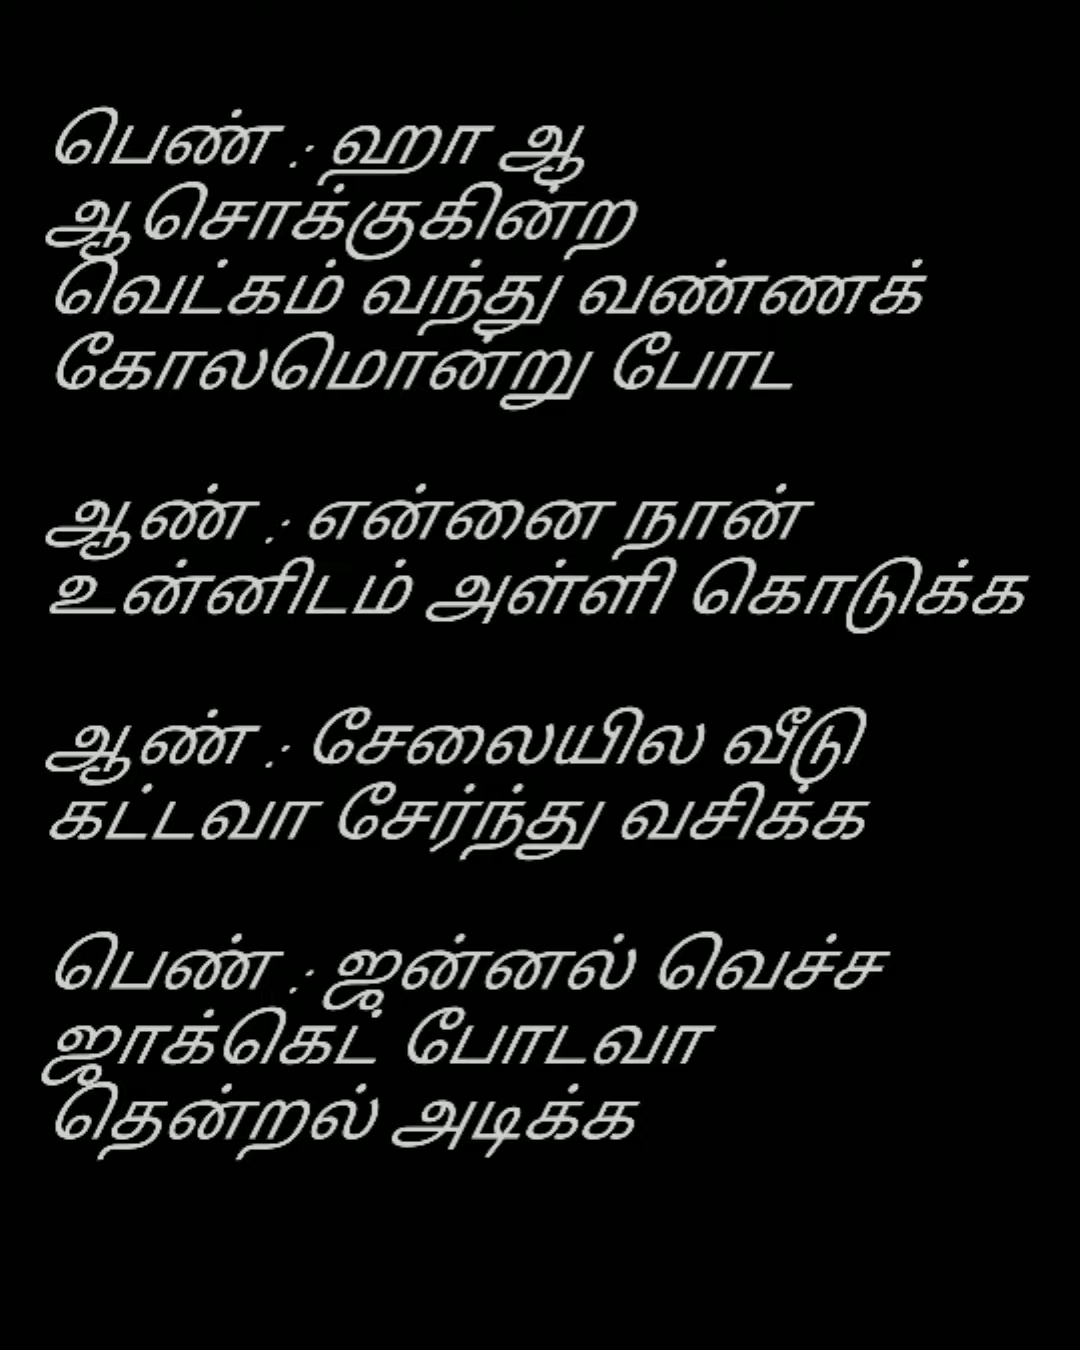 பெண் : ஹா ஆ
ஆ சொக்குகின்ற
வெட்கம் வந்து வண்ணக்
கோலமொன்று போட
ஆண் : என்னை நான்
உன்னிடம் அள்ளி கொடுக்க
ஆண் : சேலையில வீடு
கட்டவா சேர்ந்து வசிக்க
பெண் : ஜன்னல் வெச்ச
ஜாக்கெட் போடவா
தென்றல் அடிக்க